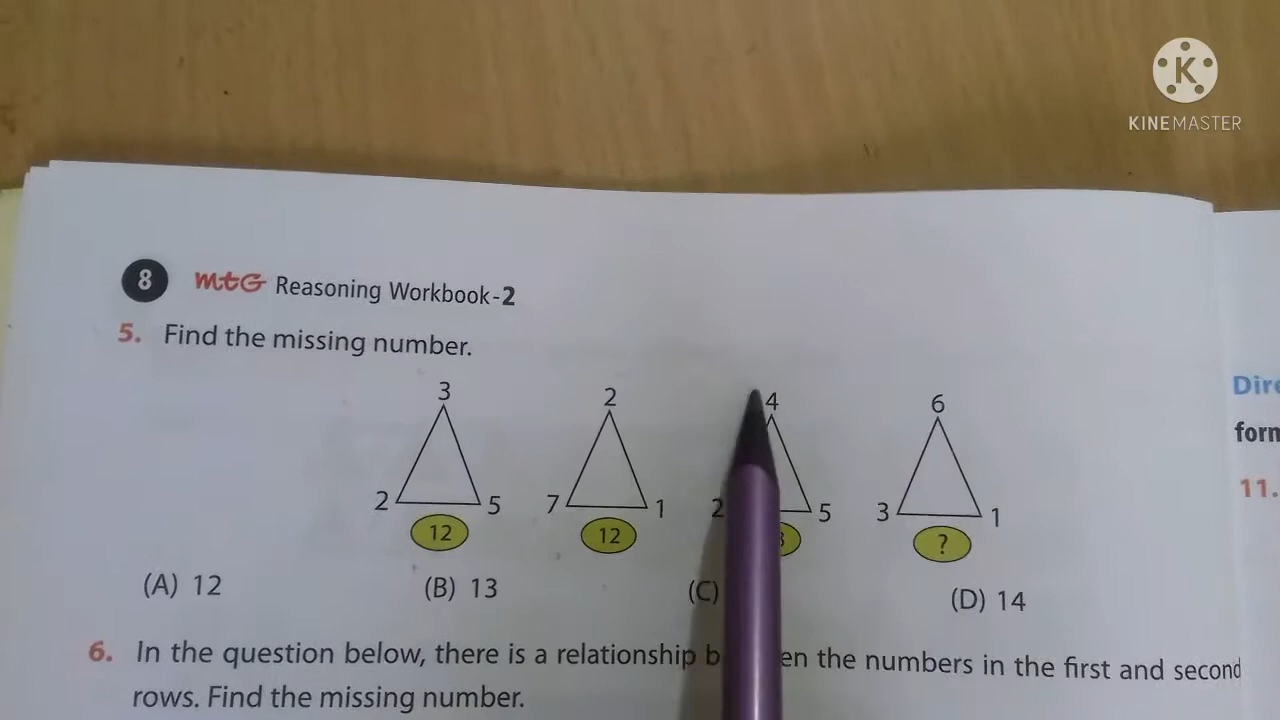 K
KINEMASTER
8 mtG Reasoning Workbook-2
5. Find the missing number.
3 2 4 6
2 5 7 1 2 5 3 1
12 12 ?
(A) 12 (B) 13 (C) (D) 14
6. In the question below, there is a relationship the numbers in the first and second
rows. Find the missing number.
form
11.